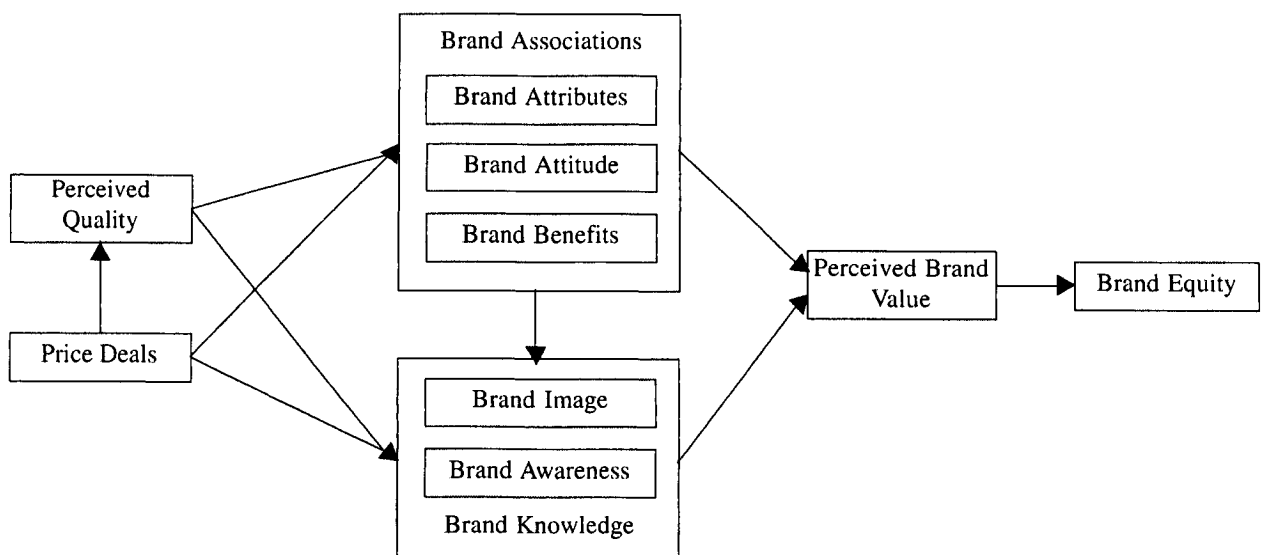 Brand Associations
Brand Attributes
Brand Attitude
Brand Benefits
Perceived
Quality
Price Deals
Brand Image
Brand Awareness
Brand Knowledge
Perceived Brand
Value
Brand Equity